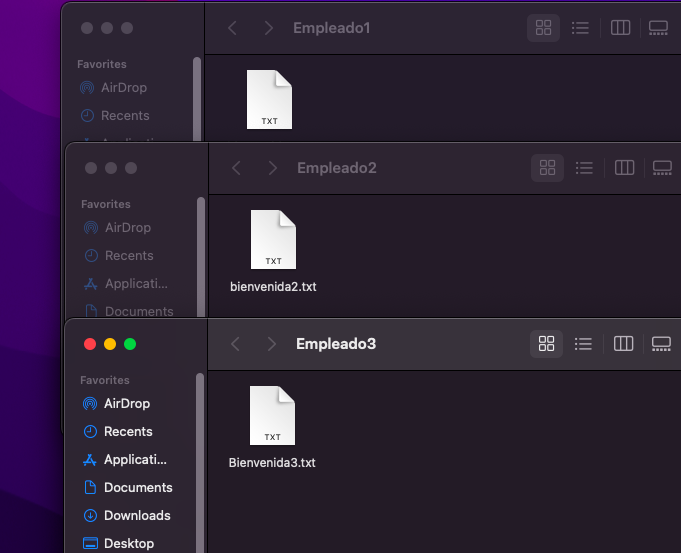 Empleado1
Favorites
AirDrop
Recents
TXT
Empleado2
Favorites
AirDrop
Recents
Applicati...
Documents
TXT
bienvenida2.txt
Empleado3
Favorites
AirDrop
Recents
Applicati...
Documents
Downloads
Desktop
TXT
Bienvenida3.txt